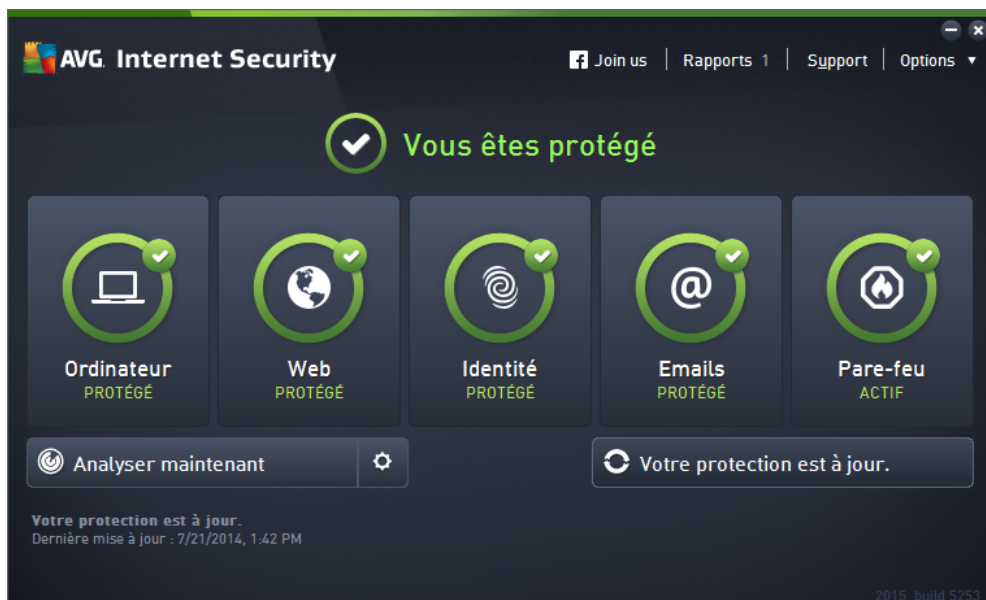 AVG. Internet Security
Join us
Rapports 1
Support
Options
Vous êtes protégé
Ordinateur
PROTÉGÉ
Web
PROTÉGÉ
Identité
PROTÉGÉ
Emails
PROTÉGÉ
Pare-feu
ACTIF
Analyser maintenant
Votre protection est à jour.
Votre protection est à jour.
Dernière mise à jour : 7/21/2014, 1:42 PM
2015 build 5253